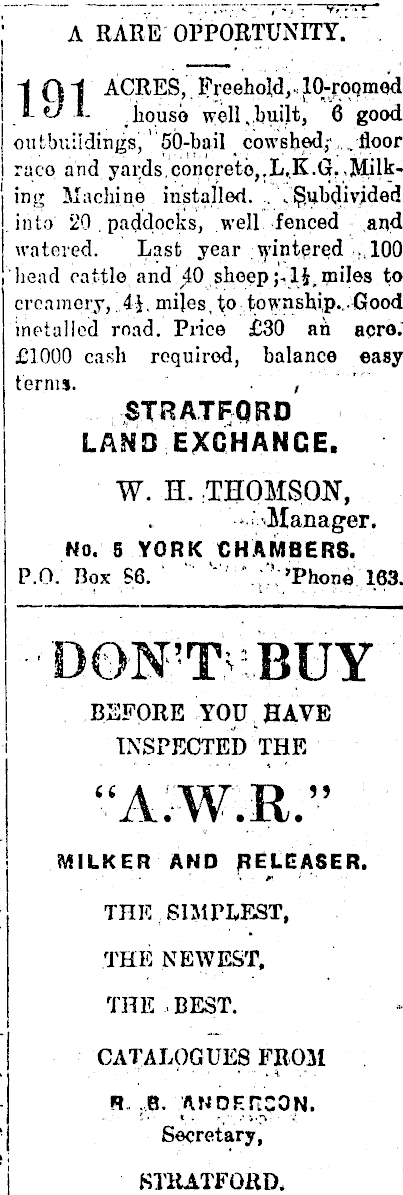 A RARE OPPORTUNITY.
191 ACRES, Freehold, 10-roomed
house well built, 6 good
outbuildings, 50-bail cowshed, floor
race and yards concrete, L.K.G. Milk-
ing Machine installed. Subdivided
into 20 paddocks, well fenced and
watered. Last year wintered 100
head cattle and 40 sheep; 1½ miles to
creamery, 4½ miles to township. Good
metalled road. Price £30 an acre.
£1000 cash required, balance easy
terms.
STRATFORD
LAND EXCHANGE.
W. H. THOMSON,
Manager.
No. 5 YORK CHAMBERS.
P.O. Box 86. 'Phone 163.
DON'T BUY
BEFORE YOU HAVE
INSPECTED THE
"A.W.R."
MILKER AND RELEASER.
THE SIMPLEST,
THE NEWEST,
THE BEST.
CATALOGUES FROM
R. B. ANDERSON.
Secretary,
STRATFORD.